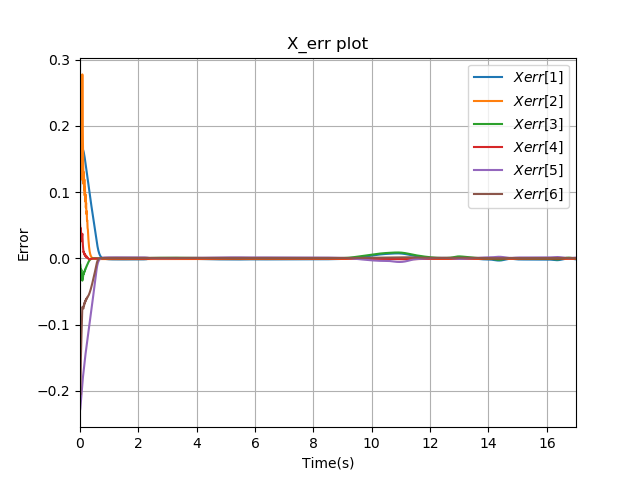 X_err plot
0.3
0.2
0.1
0.0
−0.1
−0.2
Error
Xerr[1]
Xerr[2]
Xerr[3]
Xerr[4]
Xerr[5]
Xerr[6]
0 2 4 6 8 10 12 14 16
Time(s)